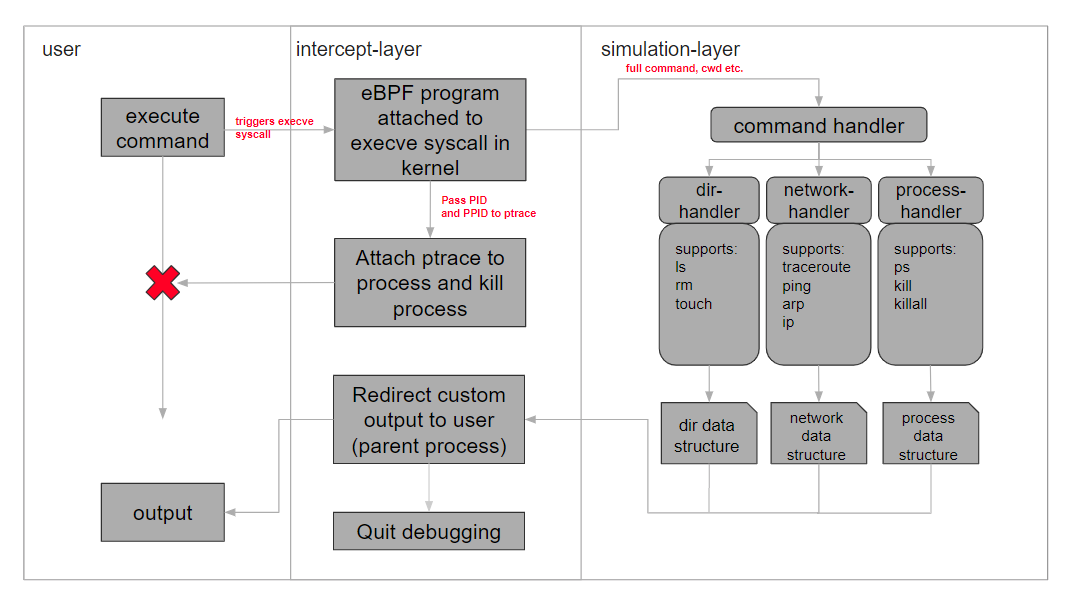 user
intercept-layer
simulation-layer
full command, cwd etc.
execute
command
triggers execve
syscall
eBPF program
attached to
execve syscall in
kernel
command handler
Pass PID
and PPID to ptrace
dir-
handler
network-
handler
process-
handler
supports:
ls
rm
touch
supports:
traceroute
ping
arp
ip
supports:
ps
kill
killall
Attach ptrace to
process and kill
process
Redirect custom
output to user
(parent process)
dir data
structure
network
data
structure
process
data
structure
output
Quit debugging